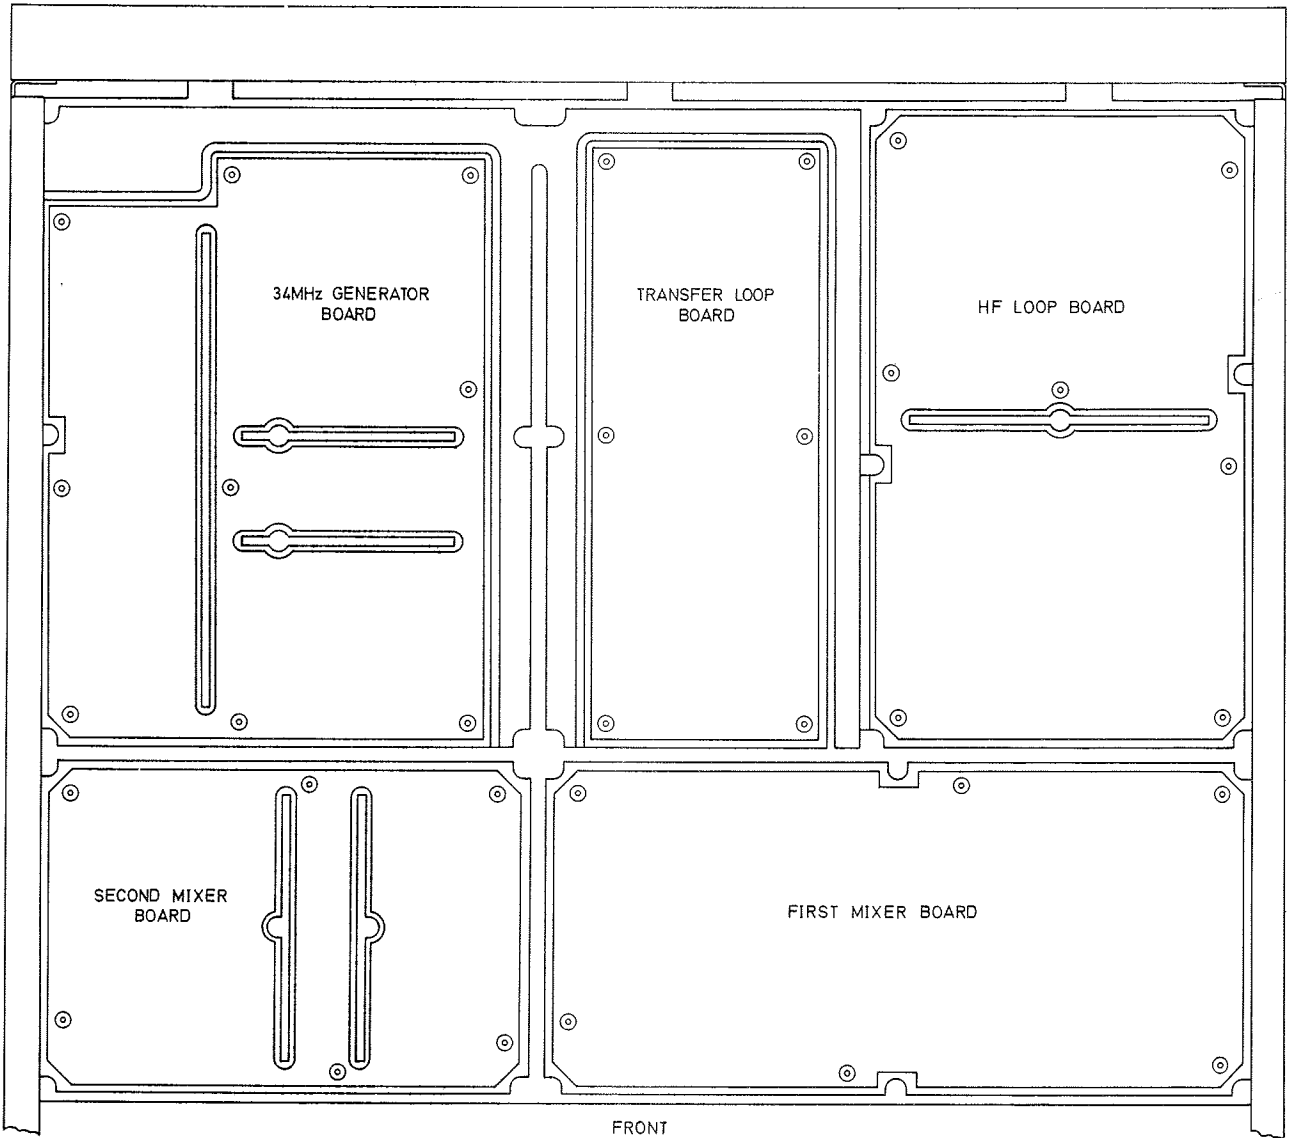 34MHz GENERATOR
BOARD
TRANSFER LOOP
BOARD
HF LOOP BOARD
SECOND MIXER
BOARD
FIRST MIXER BOARD
FRONT